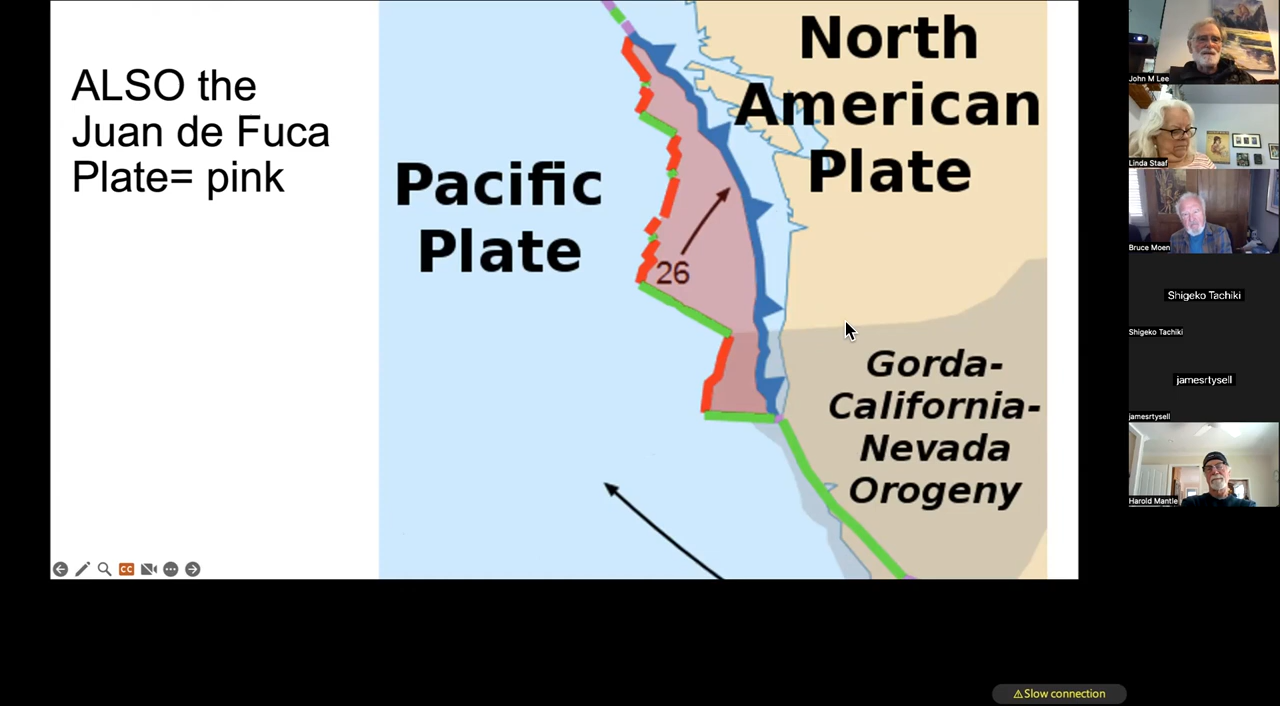 ALSO the
Juan de Fuca
Plate= pink
Pacific
Plate
North
American
Plate
26
Gorda-
California-
Nevada
Orogeny
CC
John M Lee
Linda Staaf
Bruce Moen
Shigeko Tachiki
Shigeko Tachiki
jamesrtysell
jamesrtysell
Harold Mantle
Slow connection